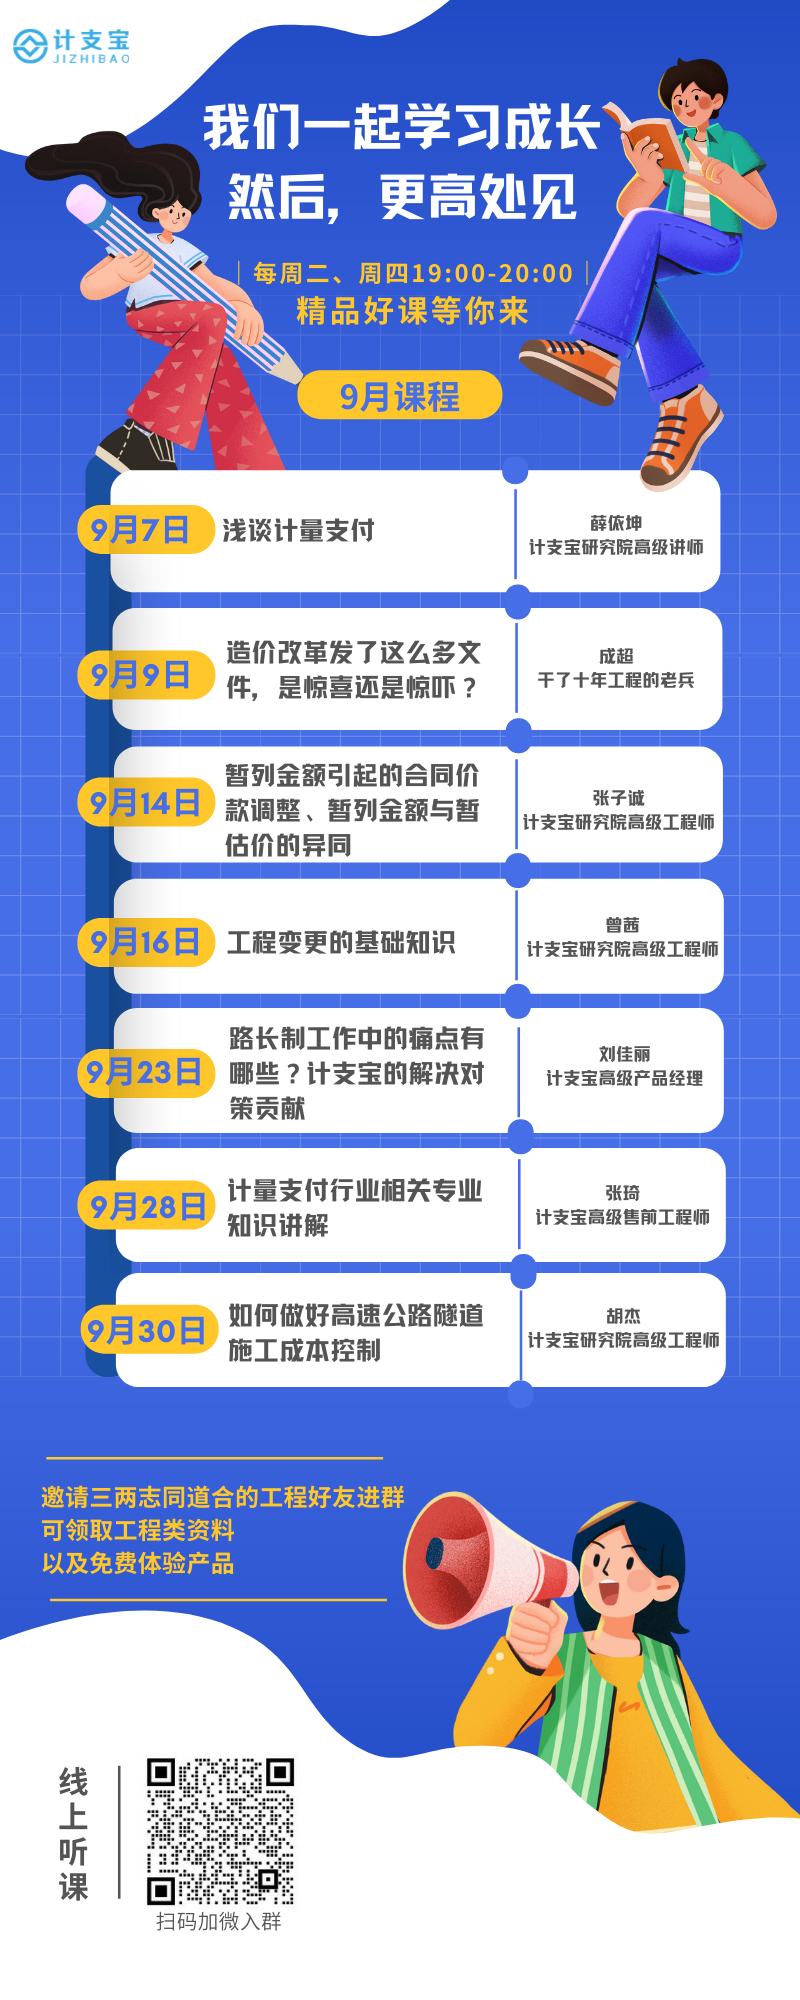 计支宝
JIZHIBAO
我们一起学习成长
然后，更高处见
每周二、周四19:00-20:00
精品好课等你来
9月课程
9月7日
浅谈计量支付
薛依坤
计支宝研究院高级讲师
9月9日
造价改革发了这么多文
件，是惊喜还是惊吓？
成超
干了十年工程的老兵
9月14日
暂列金额引起的合同价
款调整、暂列金额与暂
估价的异同
张子诚
计支宝研究院高级工程师
9月16日
工程变更的基础知识
曾茜
计支宝研究院高级工程师
9月23日
路长制工作中的痛点有
哪些？计支宝的解决对
策贡献
刘佳丽
计支宝高级产品经理
9月28日
计量支付行业相关专业
知识讲解
张琦
计支宝高级售前工程师
9月30日
如何做好高速公路隧道
施工成本控制
胡杰
计支宝研究院高级工程师
邀请三两志同道合的工程好友进群
可领取工程类资料
以及免费体验产品
线上听课
扫码加微入群